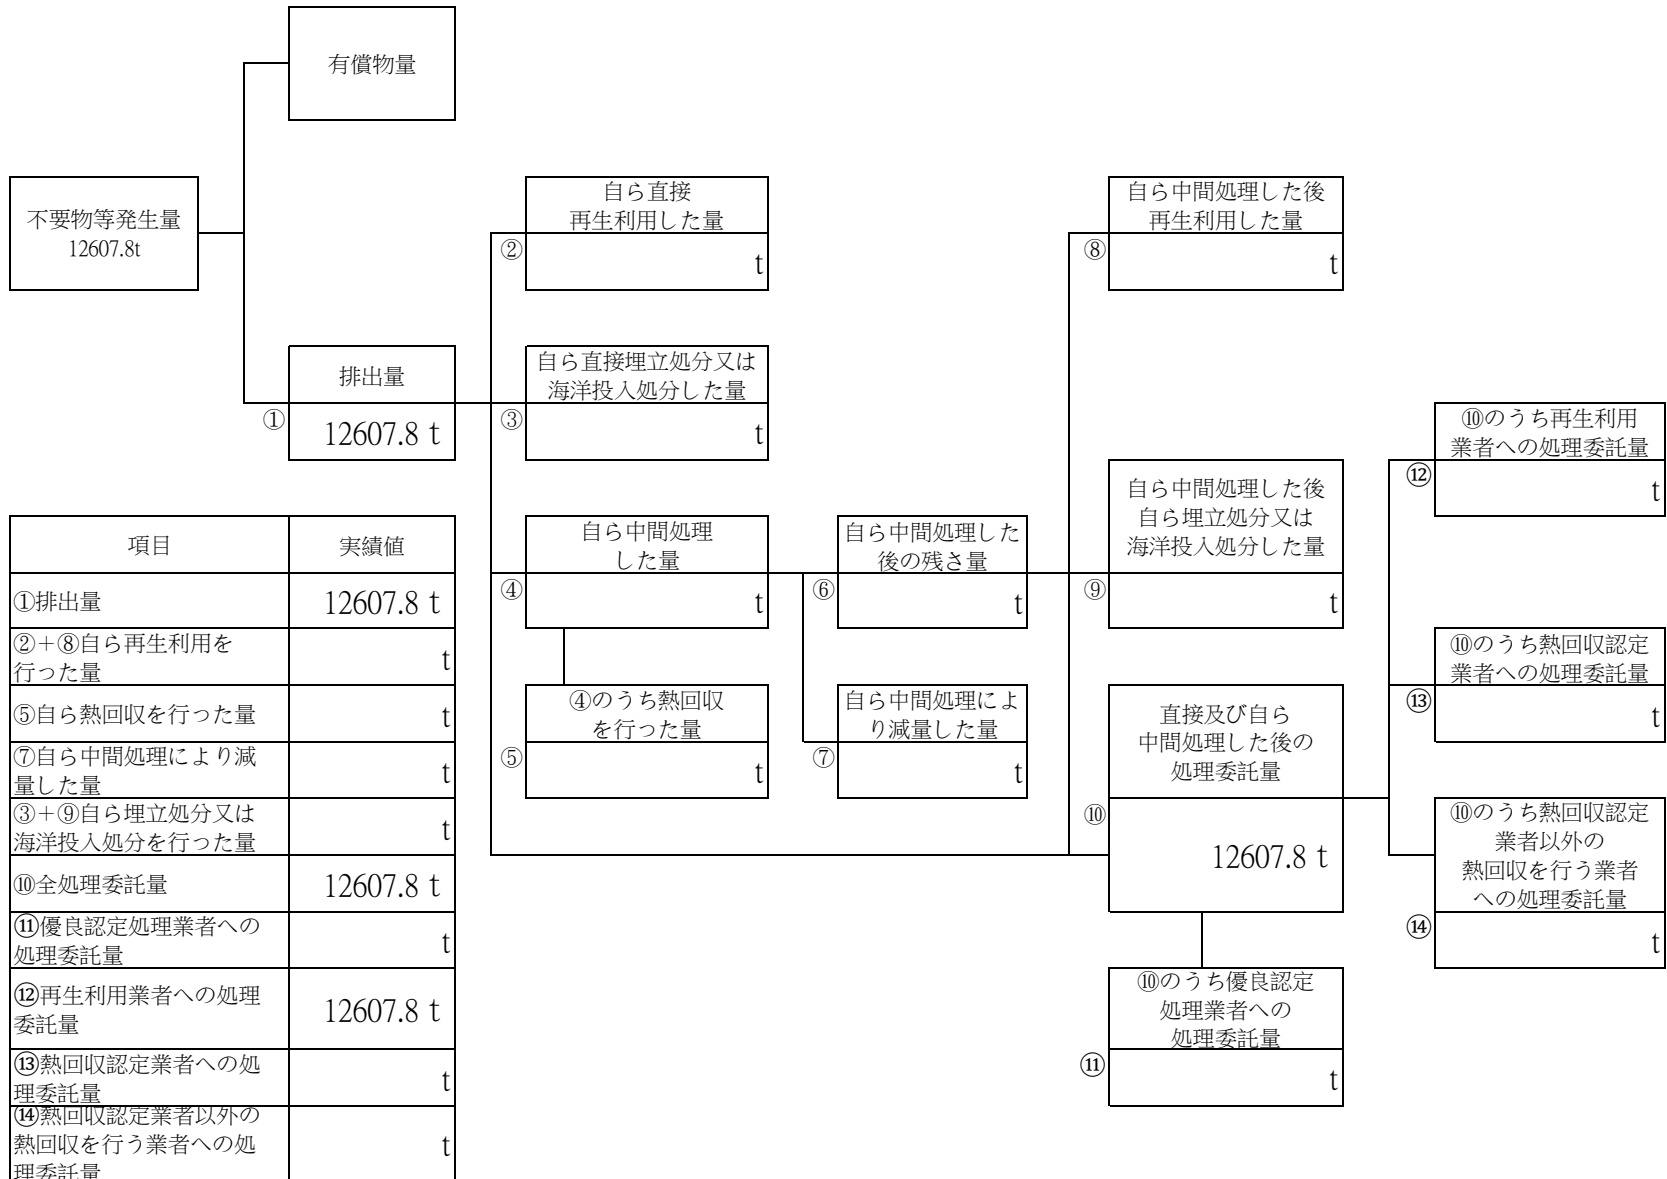 有償物量
不要物等発生量
12607.8t
自ら直接
再生利用した量
②
t
自ら中間処理した後
再生利用した量
⑧
t
排出量
①
12607.8 t
自ら直接埋立処分又は
海洋投入処分した量
③
t
⑩のうち再生利用
業者への処理委託量
⑫
t
自ら中間処理した後
自ら埋立処分又は
海洋投入処分した量
⑨
t
自ら中間処理
した量
④
t
自ら中間処理した
後の残さ量
⑥
t
⑩のうち熱回収認定
業者への処理委託量
⑬
t
④のうち熱回収
を行った量
⑤
t
自ら中間処理によ
り減量した量
⑦
t
直接及び自ら
中間処理した後の
処理委託量
⑩
12607.8 t
⑩のうち熱回収認定
業者以外の
熱回収を行う業者
への処理委託量
⑭
t
⑩のうち優良認定
処理業者への
処理委託量
⑪
t
項目
実績値
①排出量
12607.8 t
②＋⑧自ら再生利用を
行った量
t
⑤自ら熱回収を行った量
t
⑦自ら中間処理により減
量した量
t
③＋⑨自ら埋立処分又は
海洋投入処分を行った量
t
⑩全処理委託量
12607.8 t
⑪優良認定処理業者への
処理委託量
t
⑫再生利用業者への処理
委託量
12607.8 t
⑬熱回収認定業者への処
理委託量
t
⑭熱回収認定業者以外の
熱回収を行う業者への処
理委託量
t